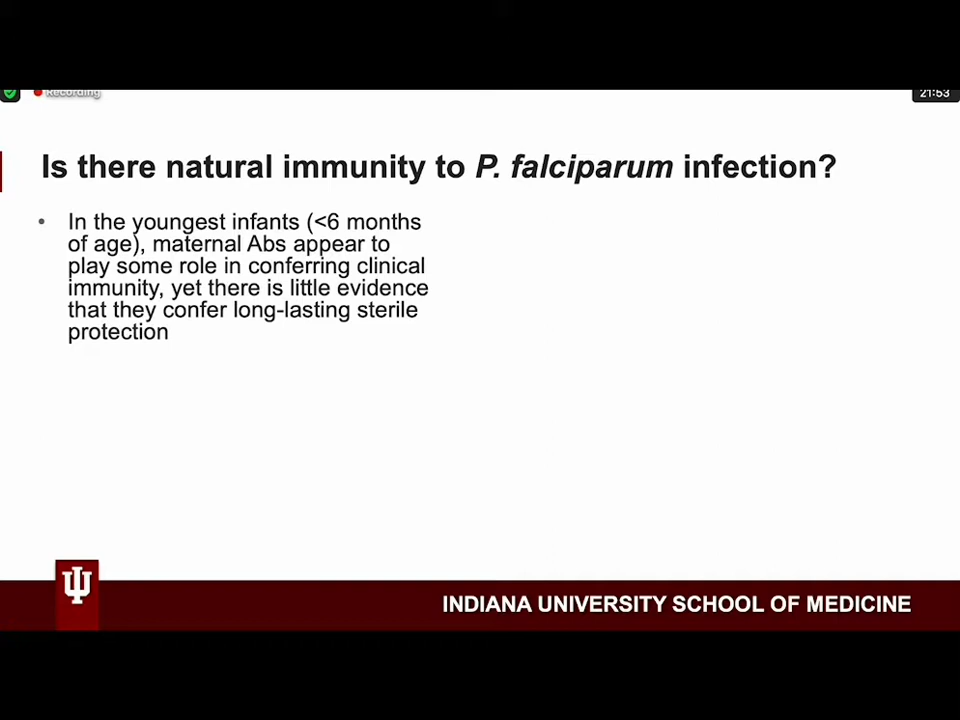 Recording
21:53
Is there natural immunity to P. falciparum infection?
• In the youngest infants (<6 months
of age), maternal Abs appear to
play some role in conferring clinical
immunity, yet there is little evidence
that they confer long-lasting sterile
protection
INDIANA UNIVERSITY SCHOOL OF MEDICINE